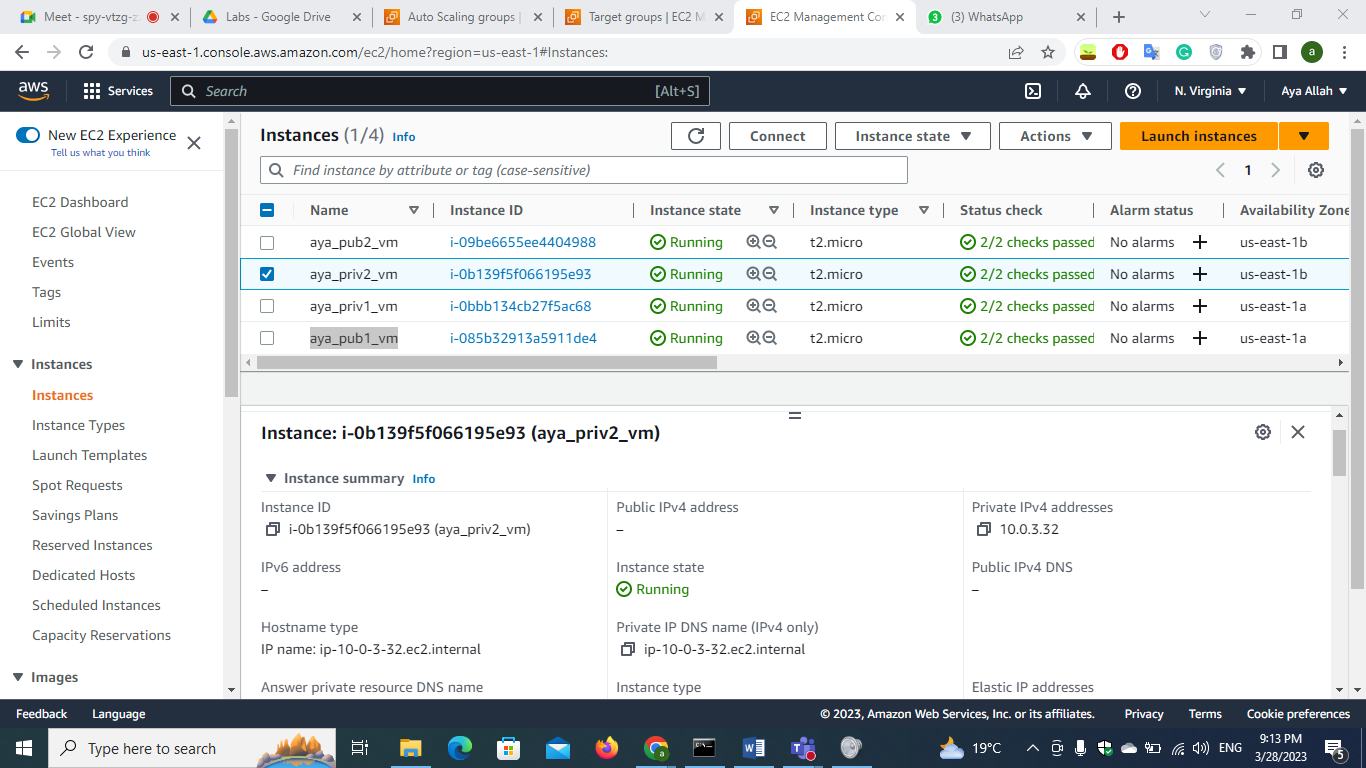 Meet - spy-vtzg-z
Labs - Google Drive
Auto Scaling groups |
Target groups | EC2 M
EC2 Management Cor
3 (3) WhatsApp
us-east-1.console.aws.amazon.com/ec2/home?region=us-east-1#Instances:
a
aws
Services
Search
[Alt+S]
N. Virginia
Aya Allah
New EC2 Experience
Tell us what you think
EC2 Dashboard
EC2 Global View
Events
Tags
Limits
Instances
Instances
Instance Types
Launch Templates
Spot Requests
Savings Plans
Reserved Instances
Dedicated Hosts
Scheduled Instances
Capacity Reservations
Images
Instances (1/4) Info
Connect
Instance state
Actions
Launch instances
Find instance by attribute or tag (case-sensitive)
1
Name Instance ID Instance state Instance type Status check Alarm status Availability Zone
aya_pub2_vm i-09be6655ee4404988 Running t2.micro 2/2 checks passed No alarms + us-east-1b
aya_priv2_vm i-0b139f5f066195e93 Running t2.micro 2/2 checks passed No alarms + us-east-1b
aya_priv1_vm i-0bbb134cb27f5ac68 Running t2.micro 2/2 checks passed No alarms + us-east-1a
aya_pub1_vm i-085b32913a5911de4 Running t2.micro 2/2 checks passed No alarms + us-east-1a
Instance: i-0b139f5f066195e93 (aya_priv2_vm)
Instance summary Info
Instance ID
i-0b139f5f066195e93 (aya_priv2_vm)
Public IPv4 address
–
Private IPv4 addresses
10.0.3.32
IPv6 address
–
Instance state
Running
Public IPv4 DNS
–
Hostname type
IP name: ip-10-0-3-32.ec2.internal
Private IP DNS name (IPv4 only)
ip-10-0-3-32.ec2.internal
Answer private resource DNS name
Instance type
Elastic IP addresses
Feedback
Language
© 2023, Amazon Web Services, Inc. or its affiliates.
Privacy
Terms
Cookie preferences
Type here to search
19°C
ENG
9:13 PM
3/28/2023
5